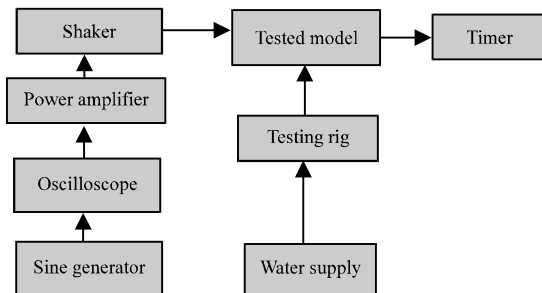 Shaker
Tested model
Timer
Power amplifier
Testing rig
Oscilloscope
Sine generator
Water supply